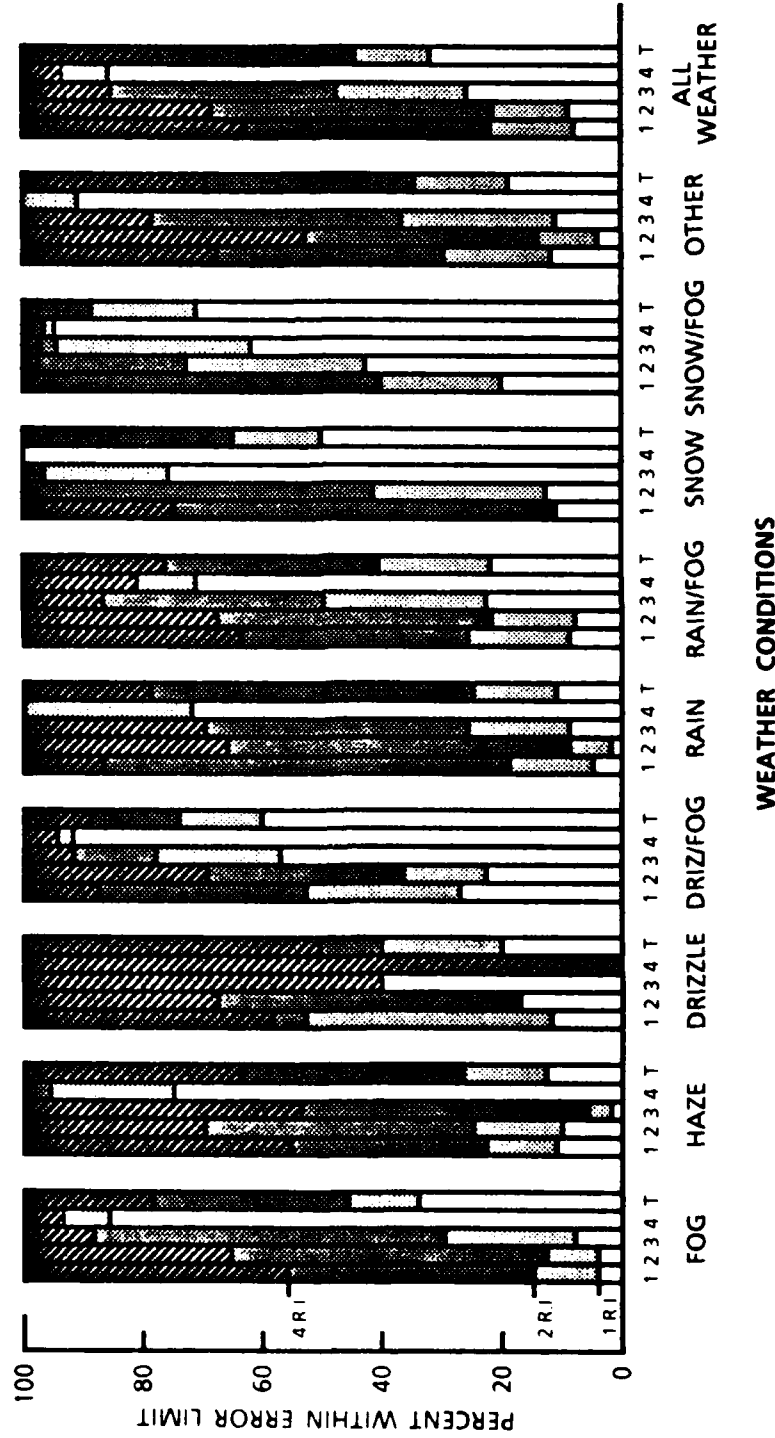 PERCENT WITHIN ERROR LIMIT
100
80
60
40
20
0
4 R.I
2 R.I
1 R I
1 2 3 4 T 1 2 3 4 T 1 2 3 4 T 1 2 3 4 T 1 2 3 4 T 1 2 3 4 T 1 2 3 4 T 1 2 3 4 T 1 2 3 4 T 1 2 3 4 T
FOG HAZE DRIZZLE DRIZ/FOG RAIN RAIN/FOG SNOW SNOW/FOG OTHER ALL
WEATHER
WEATHER CONDITIONS